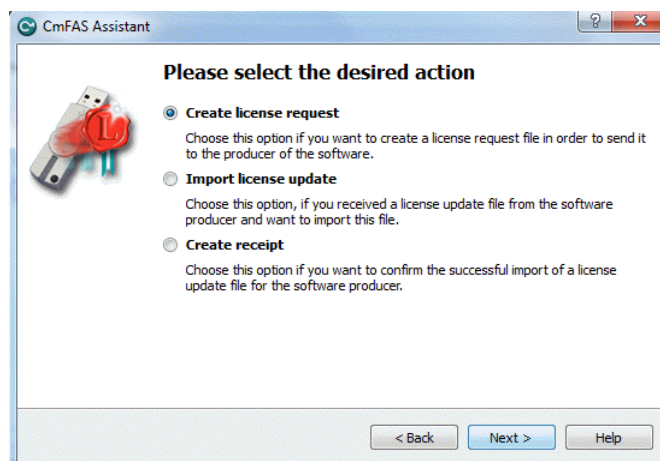 CmFAS Assistant
?
X
Please select the desired action
Create license request
Choose this option if you want to create a license request file in order to send it
to the producer of the software.
Import license update
Choose this option, if you received a license update file from the software
producer and want to import this file.
Create receipt
Choose this option if you want to confirm the successful import of a license
update file for the software producer.
L
< Back
Next >
Help